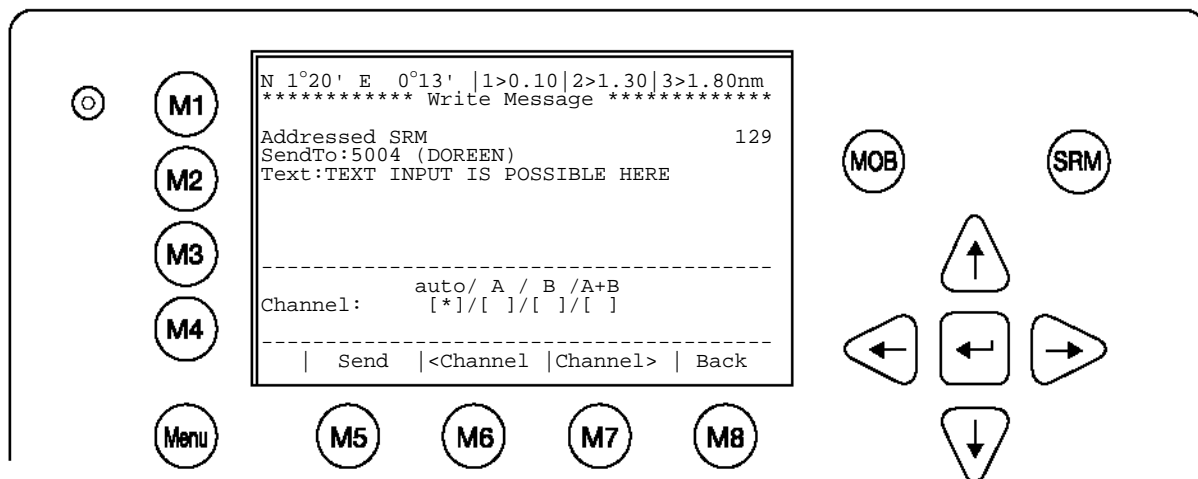 N 1°20' E 0°13' |1>0.10|2>1.30|3>1.80nm
************ Write Message *************
Addressed SRM 129
SendTo:5004 (DOREEN)
Text:TEXT INPUT IS POSSIBLE HERE
----------------------------------------
auto/ A / B /A+B
Channel: [*]/[ ]/[ ]/[ ]
----------------------------------------
| Send |<Channel |Channel> | Back
M1
M2
M3
M4
Menu
M5
M6
M7
M8
MOB
SRM